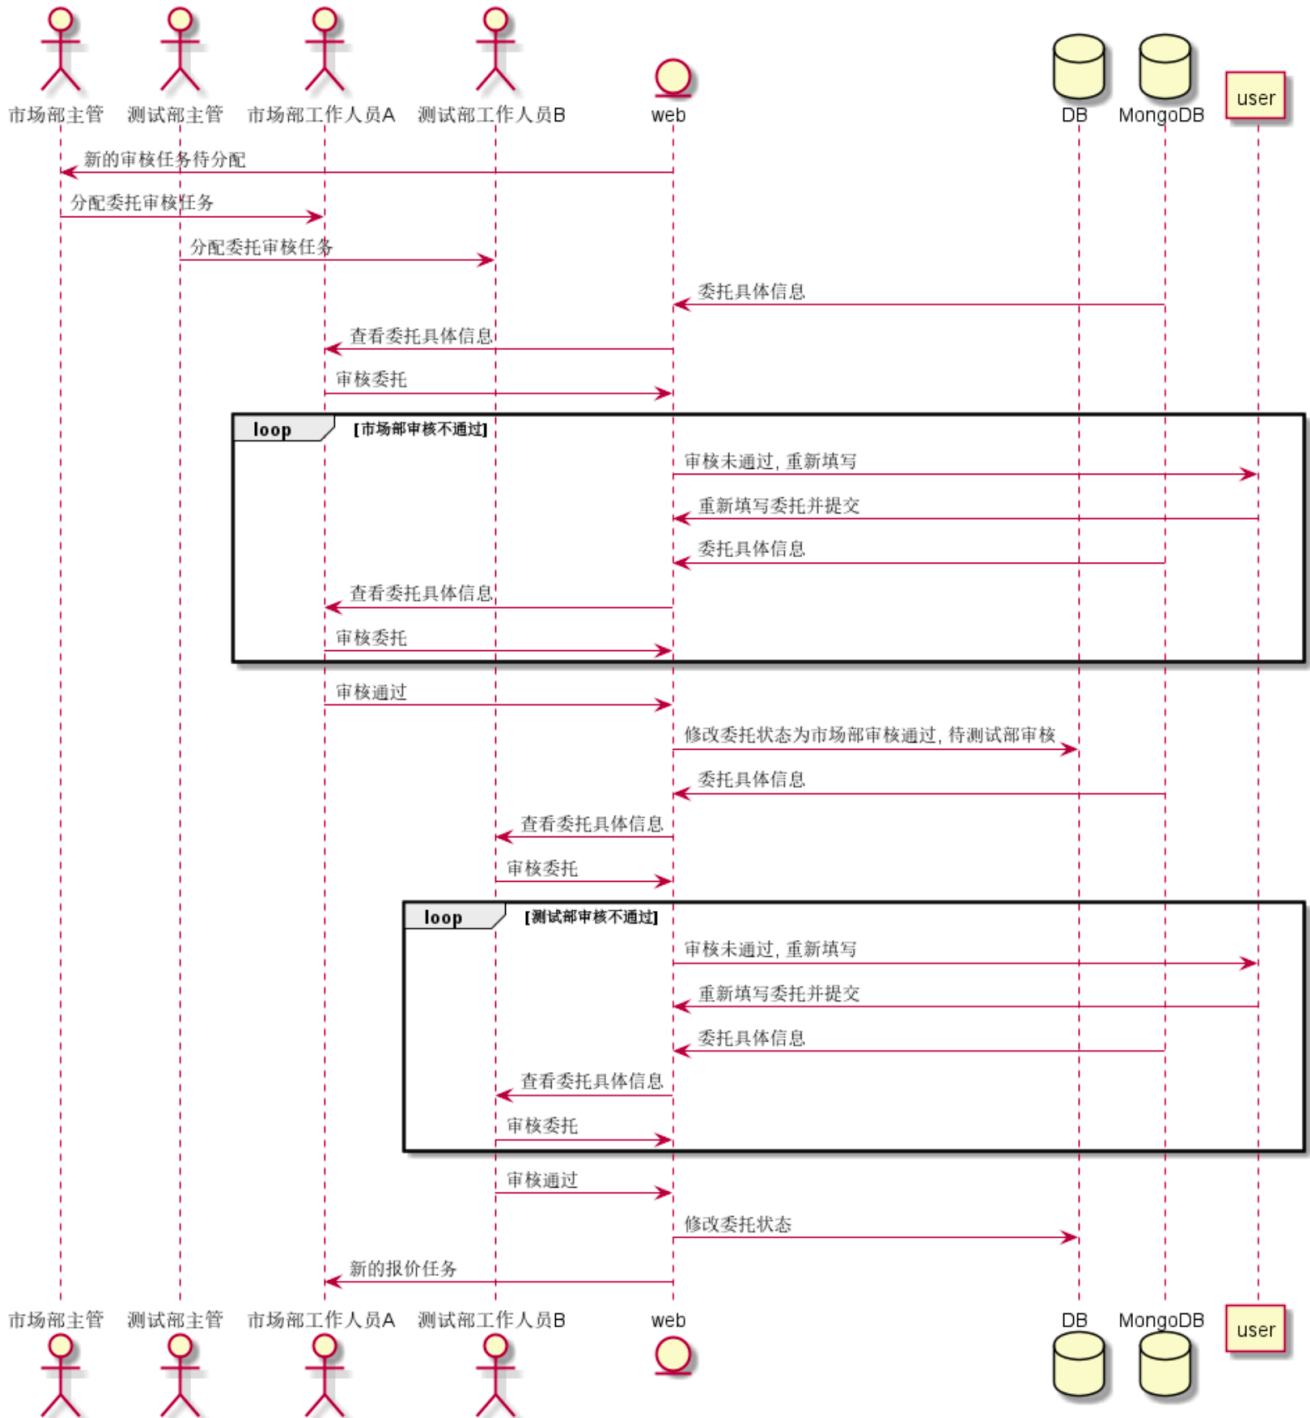 市场部主管
测试部主管
市场部工作人员A
测试部工作人员B
web
DB
MongoDB
user
新的审核任务待分配
分配委托审核任务
分配委托审核任务
委托具体信息
查看委托具体信息
审核委托
loop
[市场部审核不通过]
审核未通过, 重新填写
重新填写委托并提交
委托具体信息
查看委托具体信息
审核委托
审核通过
修改委托状态为市场部审核通过, 待测试部审核
委托具体信息
查看委托具体信息
审核委托
loop
[测试部审核不通过]
审核未通过, 重新填写
重新填写委托并提交
委托具体信息
查看委托具体信息
审核委托
审核通过
修改委托状态
新的报价任务
市场部主管
测试部主管
市场部工作人员A
测试部工作人员B
web
DB
MongoDB
user